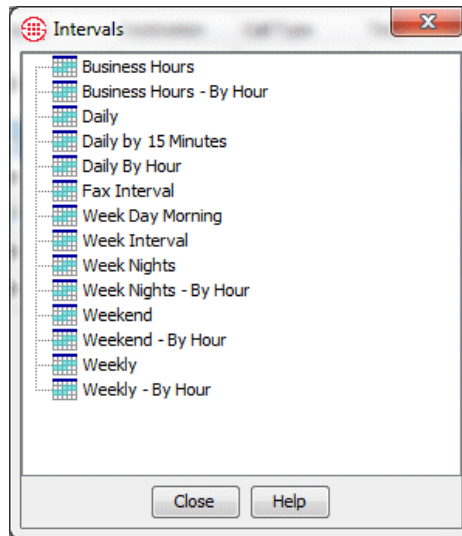 Intervals
Call Type
Business Hours
Business Hours - By Hour
Daily
Daily by 15 Minutes
Daily By Hour
Fax Interval
Week Day Morning
Week Interval
Week Nights
Week Nights - By Hour
Weekend
Weekend - By Hour
Weekly
Weekly - By Hour
Close Help